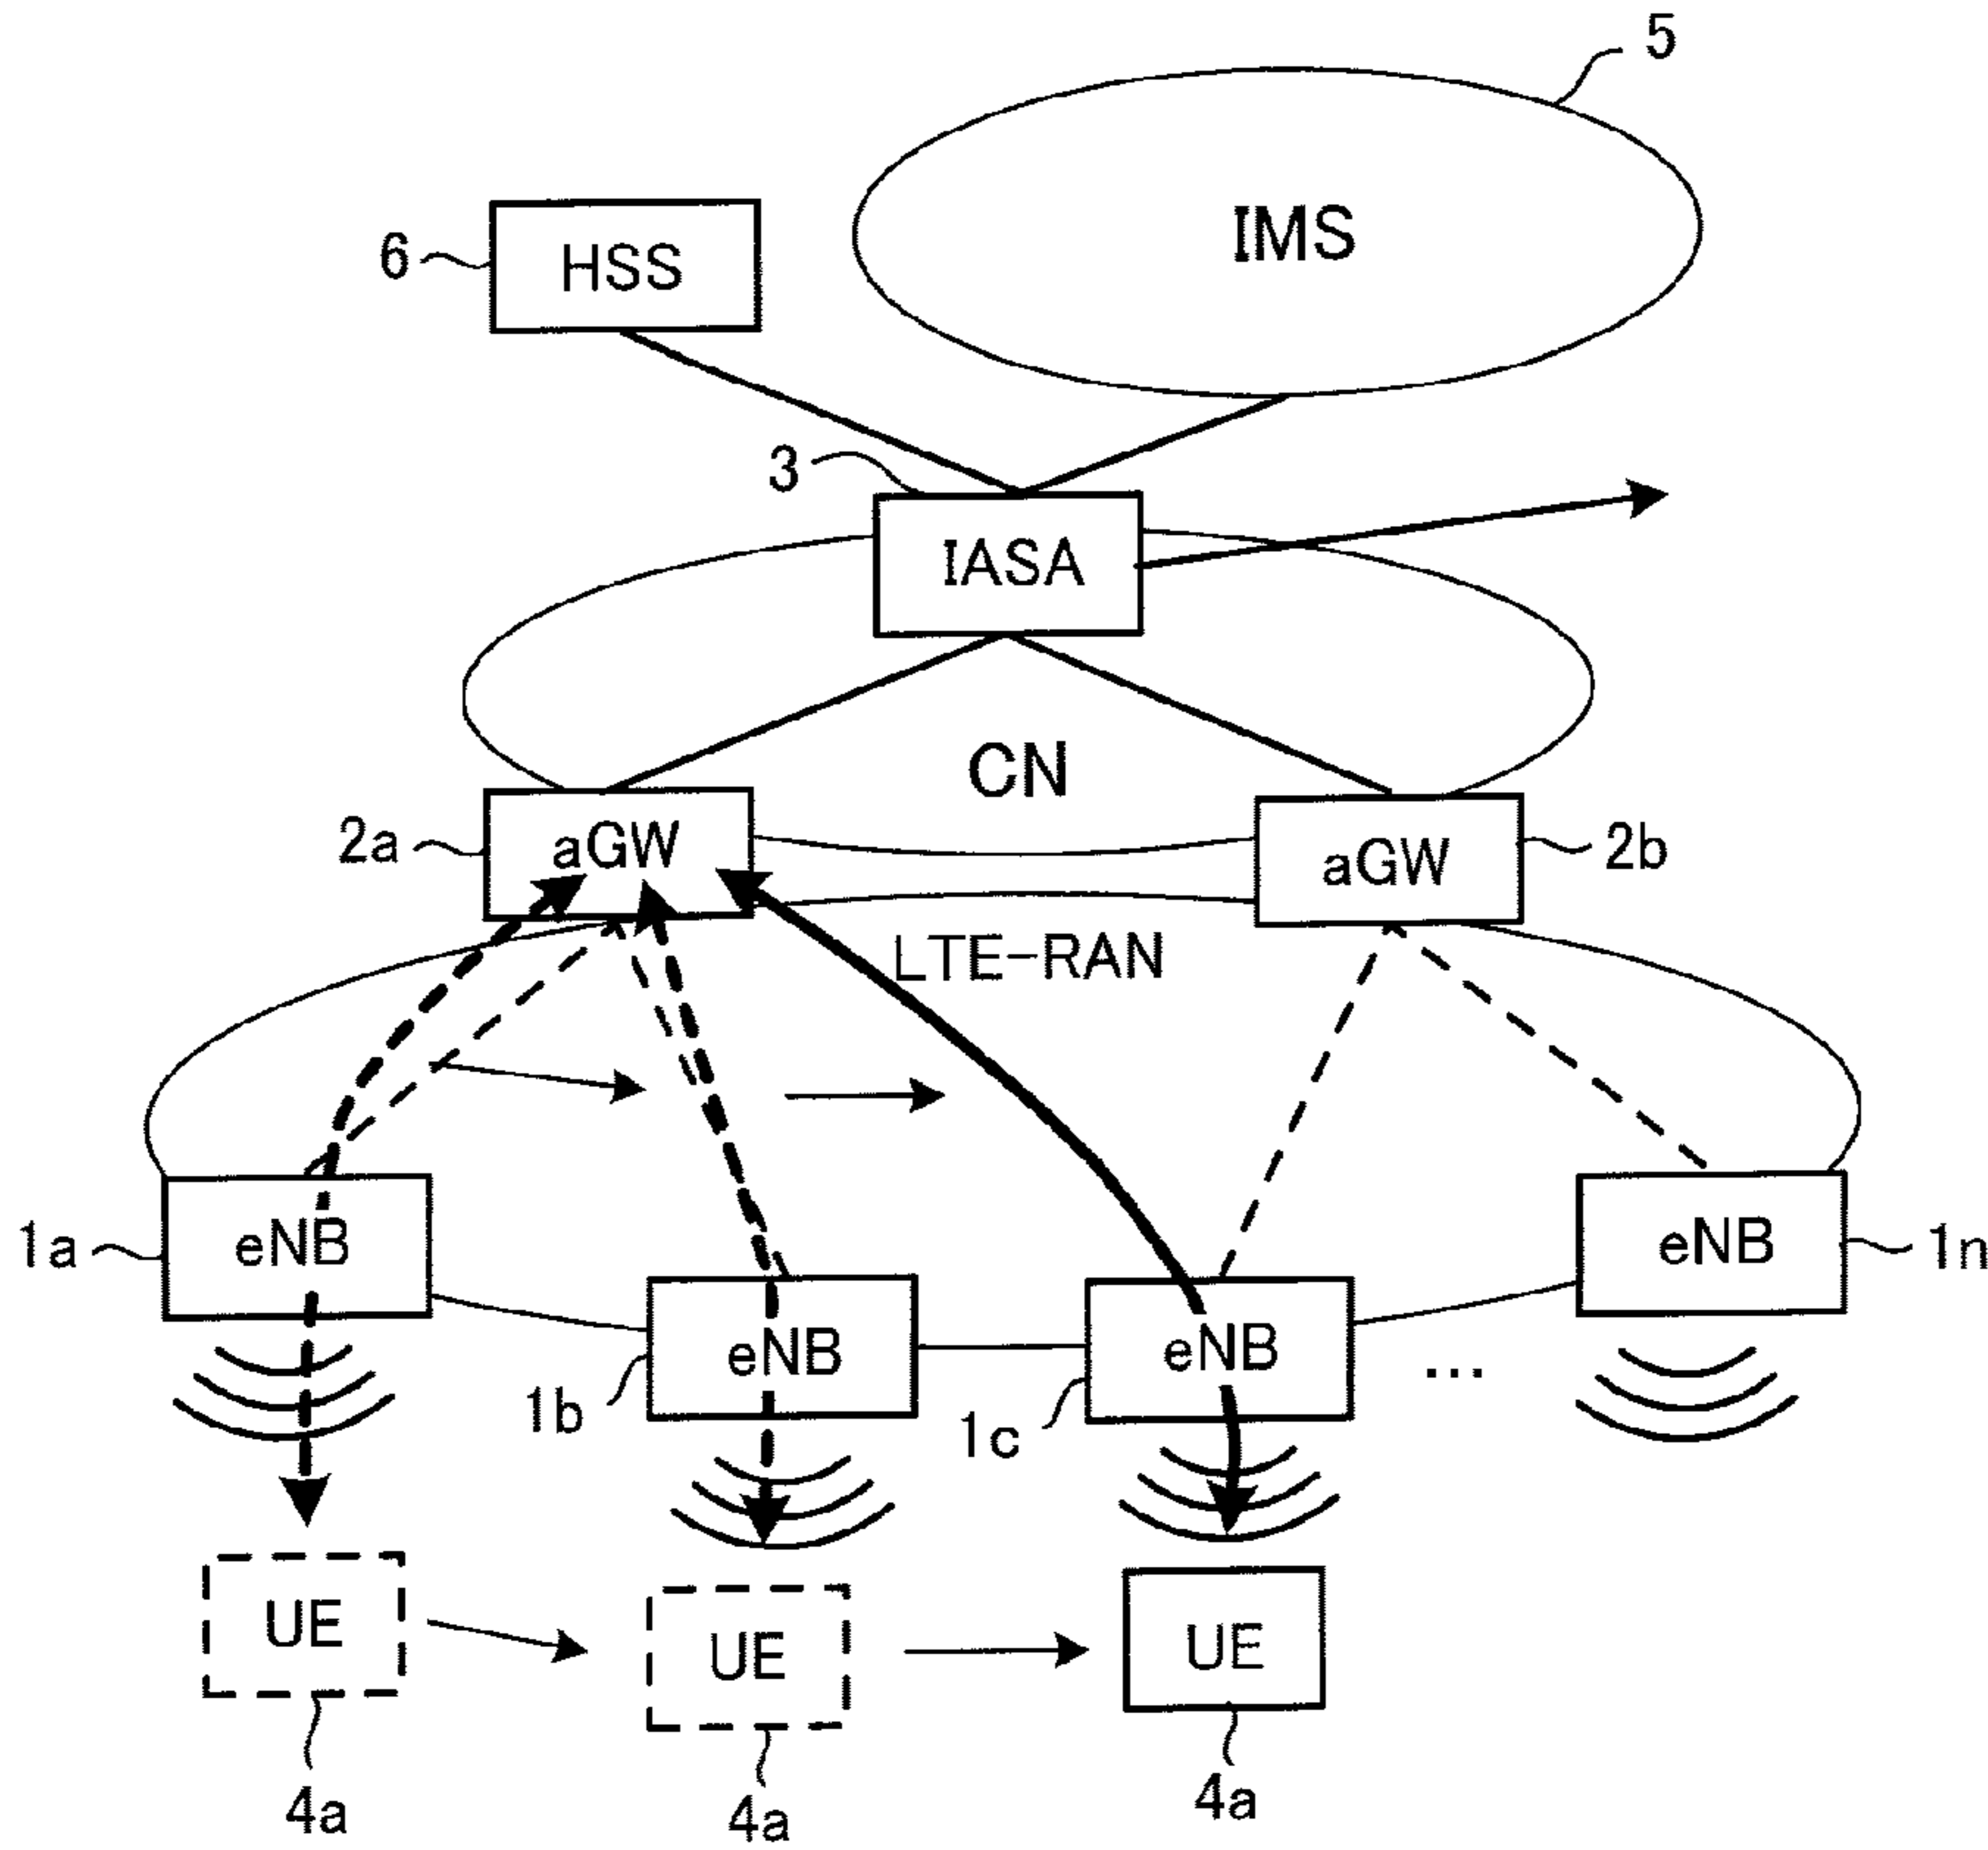 5
IMS
6
HSS
3
IASA
CN
2a
aGW
aGW
2b
LTE-RAN
1a
eNB
eNB
1n
1b
eNB
1c
eNB
...
UE
UE
UE
4a
4a
4a